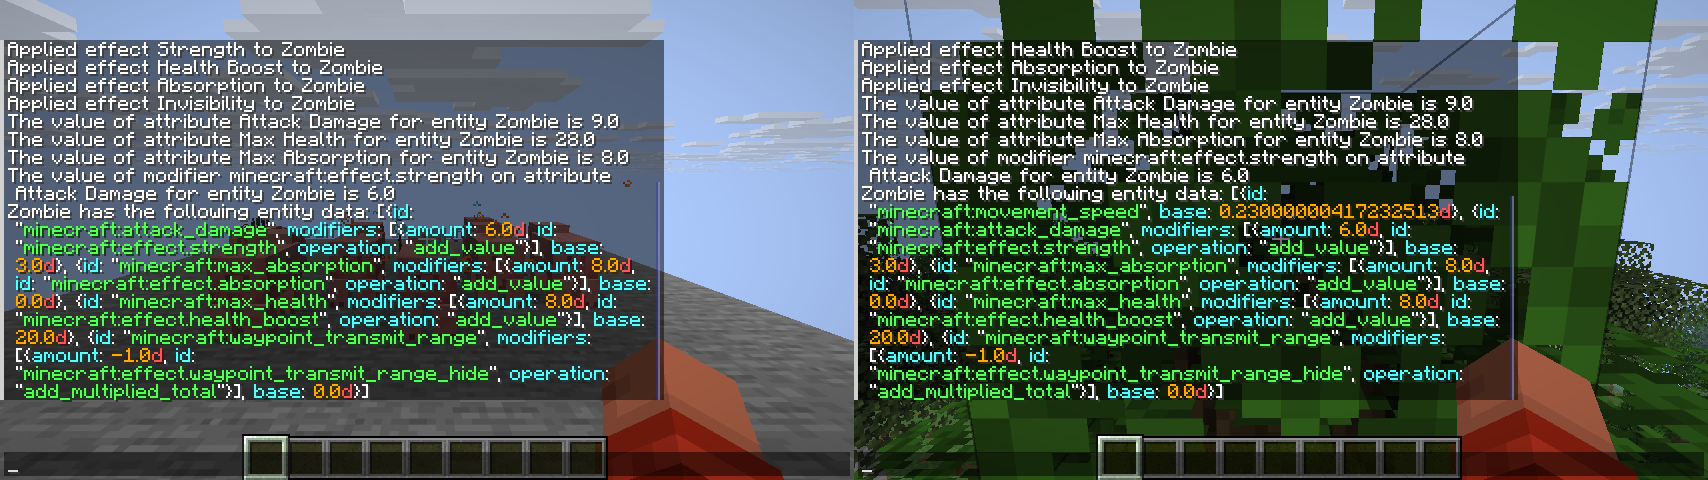 Applied effect Strength to Zombie
Applied effect Health Boost to Zombie
Applied effect Absorption to Zombie
Applied effect Invisibility to Zombie
The value of attribute Attack Damage for entity Zombie is 9.0
The value of attribute Max Health for entity Zombie is 28.0
The value of attribute Max Absorption for entity Zombie is 8.0
The value of modifier minecraft:effect.strength on attribute
Attack Damage for entity Zombie is 6.0
Zombie has the following entity data: [{id:
"minecraft:attack_damage", modifiers: [{amount: 6.0d, id:
"minecraft:effect.strength", operation: "add_value"}], base:
3.0d}, {id: "minecraft:max_absorption", modifiers: [{amount: 8.0d,
id: "minecraft:effect.absorption", operation: "add_value"}], base:
0.0d}, {id: "minecraft:max_health", modifiers: [{amount: 8.0d, id:
"minecraft:effect.health_boost", operation: "add_value"}], base:
20.0d}, {id: "minecraft:waypoint_transmit_range", modifiers:
[{amount: -1.0d, id:
"minecraft:effect.waypoint_transmit_range_hide", operation:
"add_multiplied_total"}], base: 0.0d}]
_
Applied effect Health Boost to Zombie
Applied effect Absorption to Zombie
Applied effect Invisibility to Zombie
The value of attribute Attack Damage for entity Zombie is 9.0
The value of attribute Max Health for entity Zombie is 28.0
The value of attribute Max Absorption for entity Zombie is 8.0
The value of modifier minecraft:effect.strength on attribute
Attack Damage for entity Zombie is 6.0
Zombie has the following entity data: [{id:
"minecraft:movement_speed", base: 0.23000000417232513d}, {id:
"minecraft:attack_damage", modifiers: [{amount: 6.0d, id:
"minecraft:effect.strength", operation: "add_value"}], base:
3.0d}, {id: "minecraft:max_absorption", modifiers: [{amount: 8.0d,
id: "minecraft:effect.absorption", operation: "add_value"}], base:
0.0d}, {id: "minecraft:max_health", modifiers: [{amount: 8.0d, id:
"minecraft:effect.health_boost", operation: "add_value"}], base:
20.0d}, {id: "minecraft:waypoint_transmit_range", modifiers:
[{amount: -1.0d, id:
"minecraft:effect.waypoint_transmit_range_hide", operation:
"add_multiplied_total"}], base: 0.0d}]
_